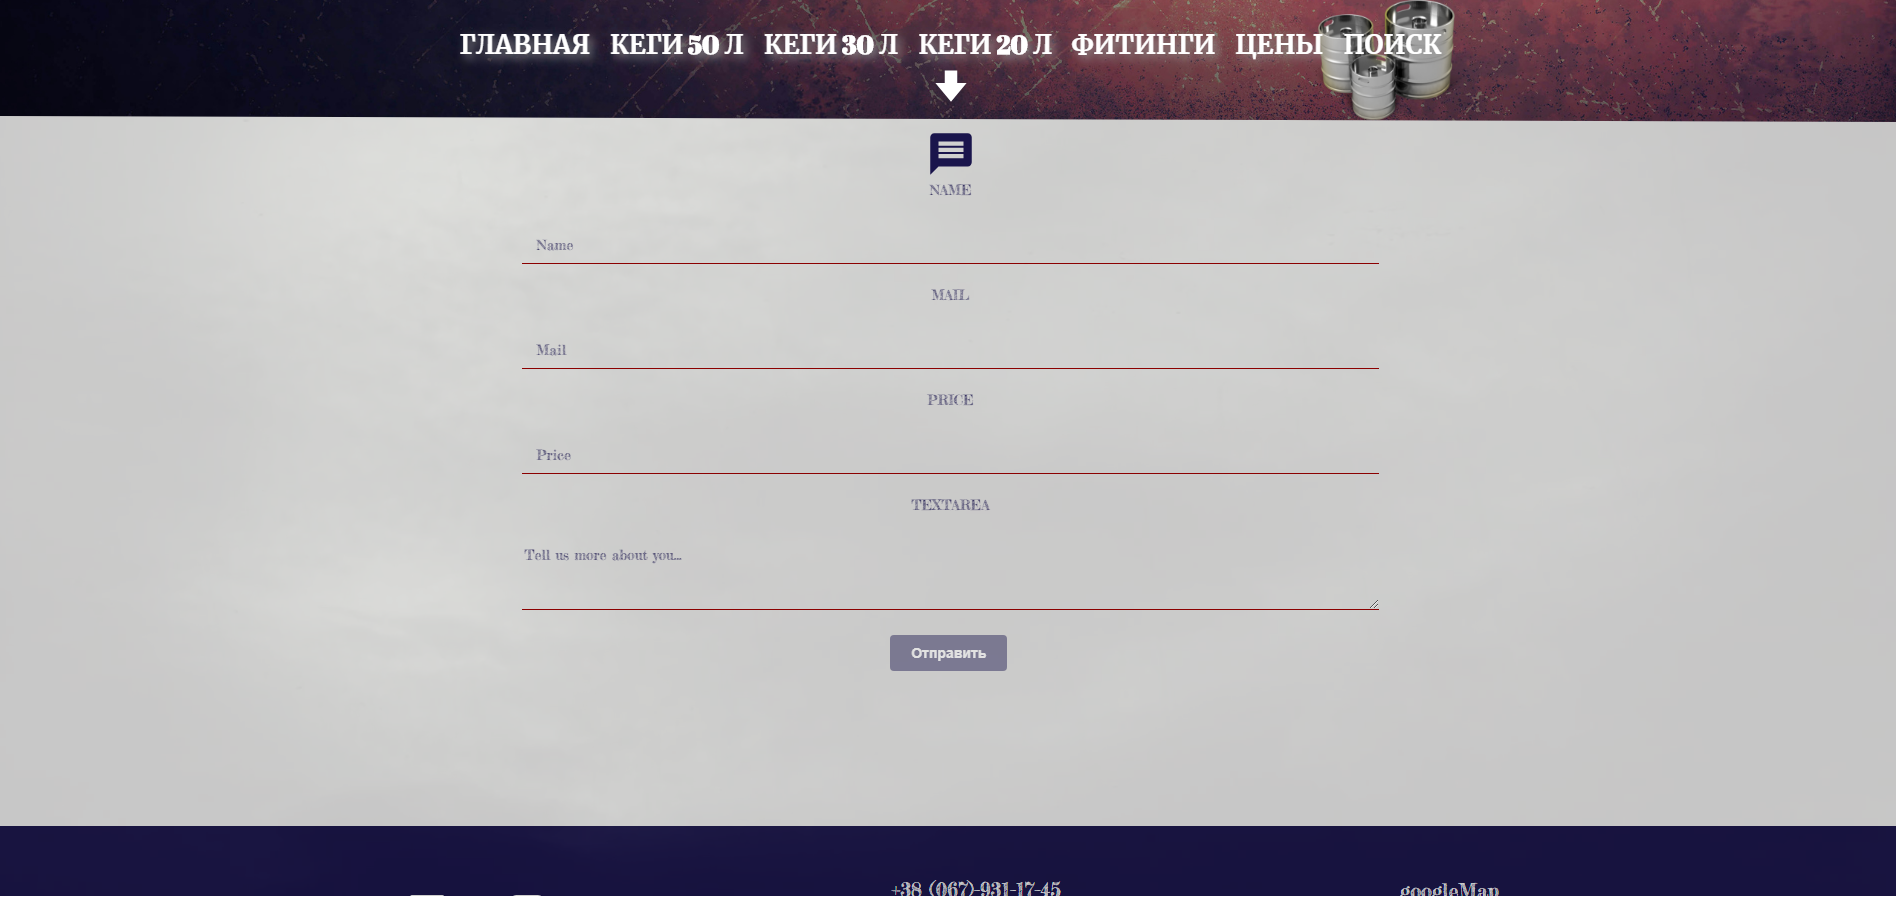 ГЛАВНАЯ КЕГИ 50 Л КЕГИ 30 Л КЕГИ 20 Л ФИТИНГИ ЦЕНЫ ПОИСК
NAME
Name
MAIL
Mail
PRICE
Price
TEXTAREA
Tell us more about you...
Отправить
+38 (067)-931-17-45 googleMap